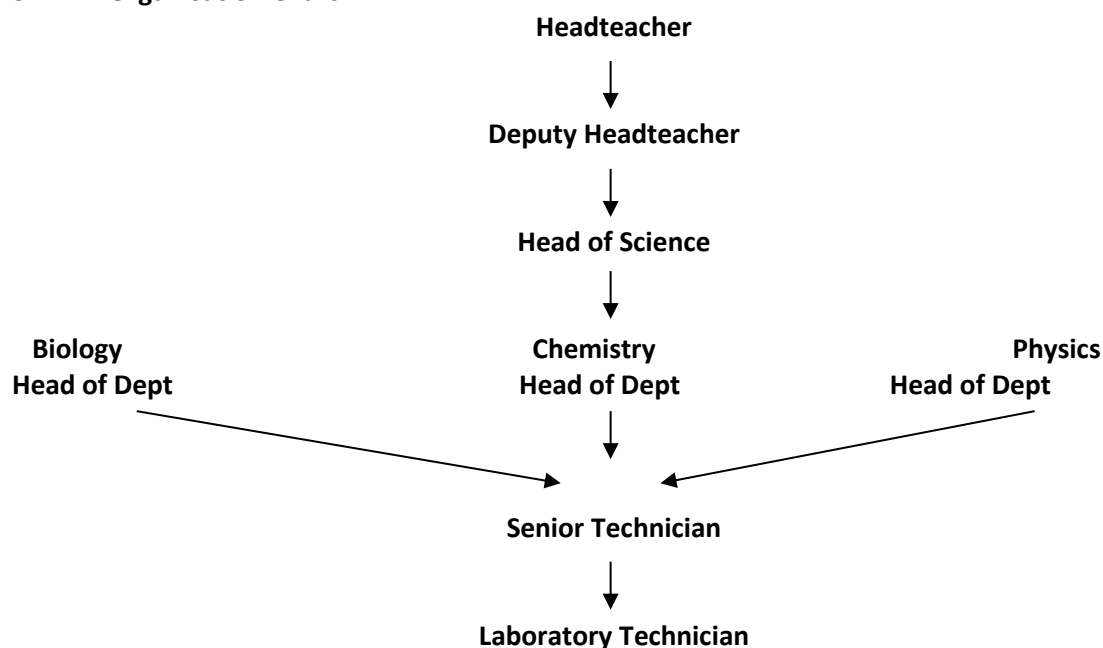 Headteacher
Deputy Headteacher
Head of Science
Biology Chemistry Physics
Head of Dept Head of Dept Head of Dept
Senior Technician
Laboratory Technician